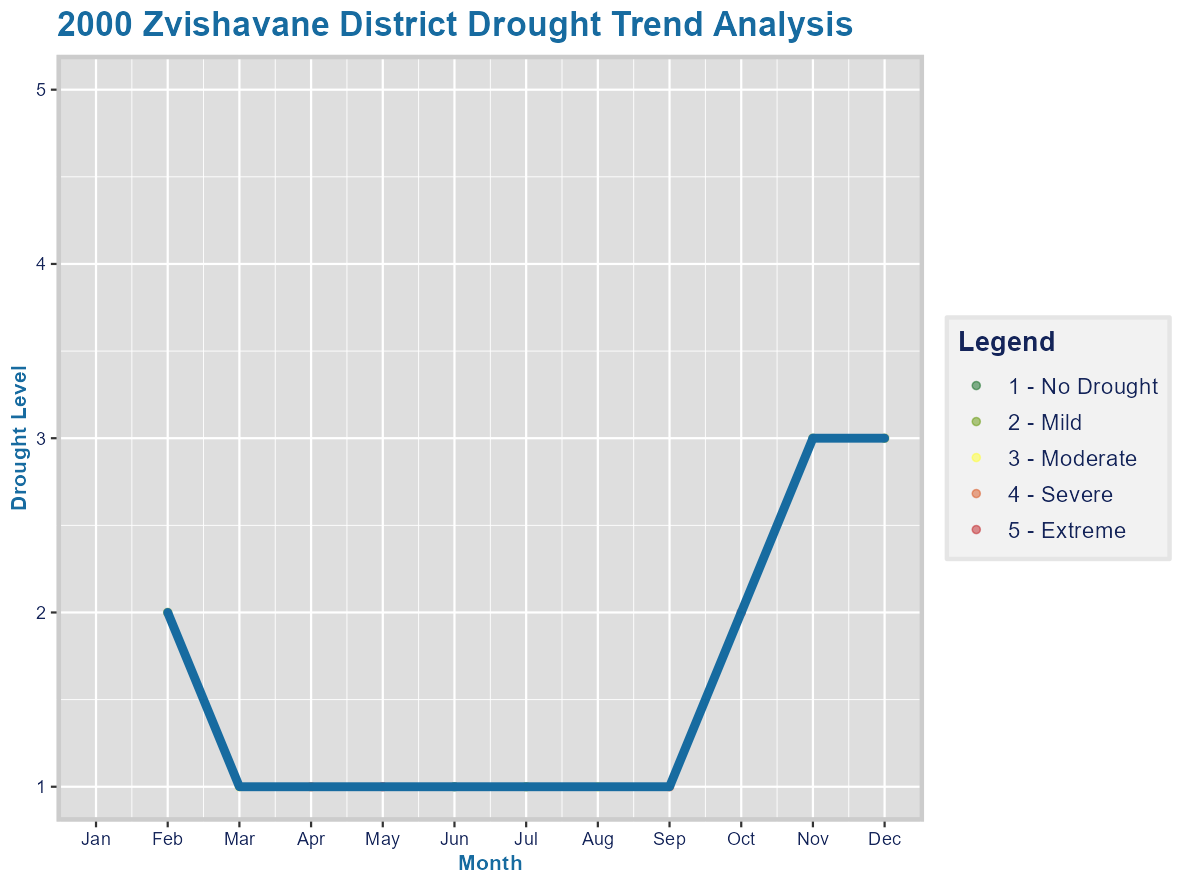 2000 Zvishavane District Drought Trend Analysis
5
4
3
2
1
Drought Level
Jan Feb Mar Apr May Jun Jul Aug Sep Oct Nov Dec
Month
Legend
1 - No Drought
2 - Mild
3 - Moderate
4 - Severe
5 - Extreme